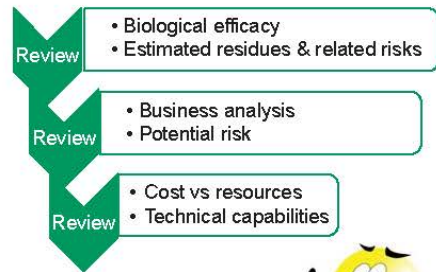 • Biological efficacy
• Estimated residues & related risks
Review
• Business analysis
• Potential risk
Review
• Cost vs resources
• Technical capabilities
Review